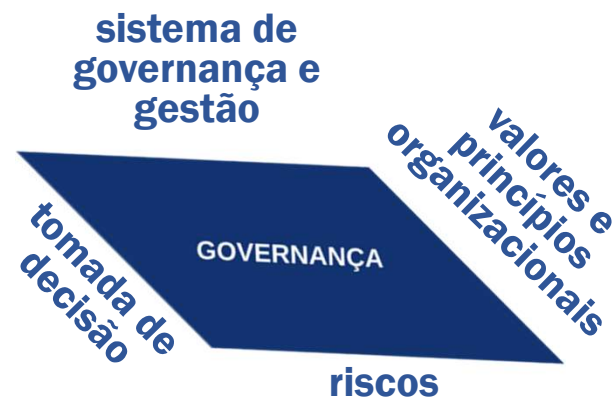 sistema de
governança e
gestão
valores e
princípios
organizacionais
tomada de
decisão
GOVERNANÇA
riscos